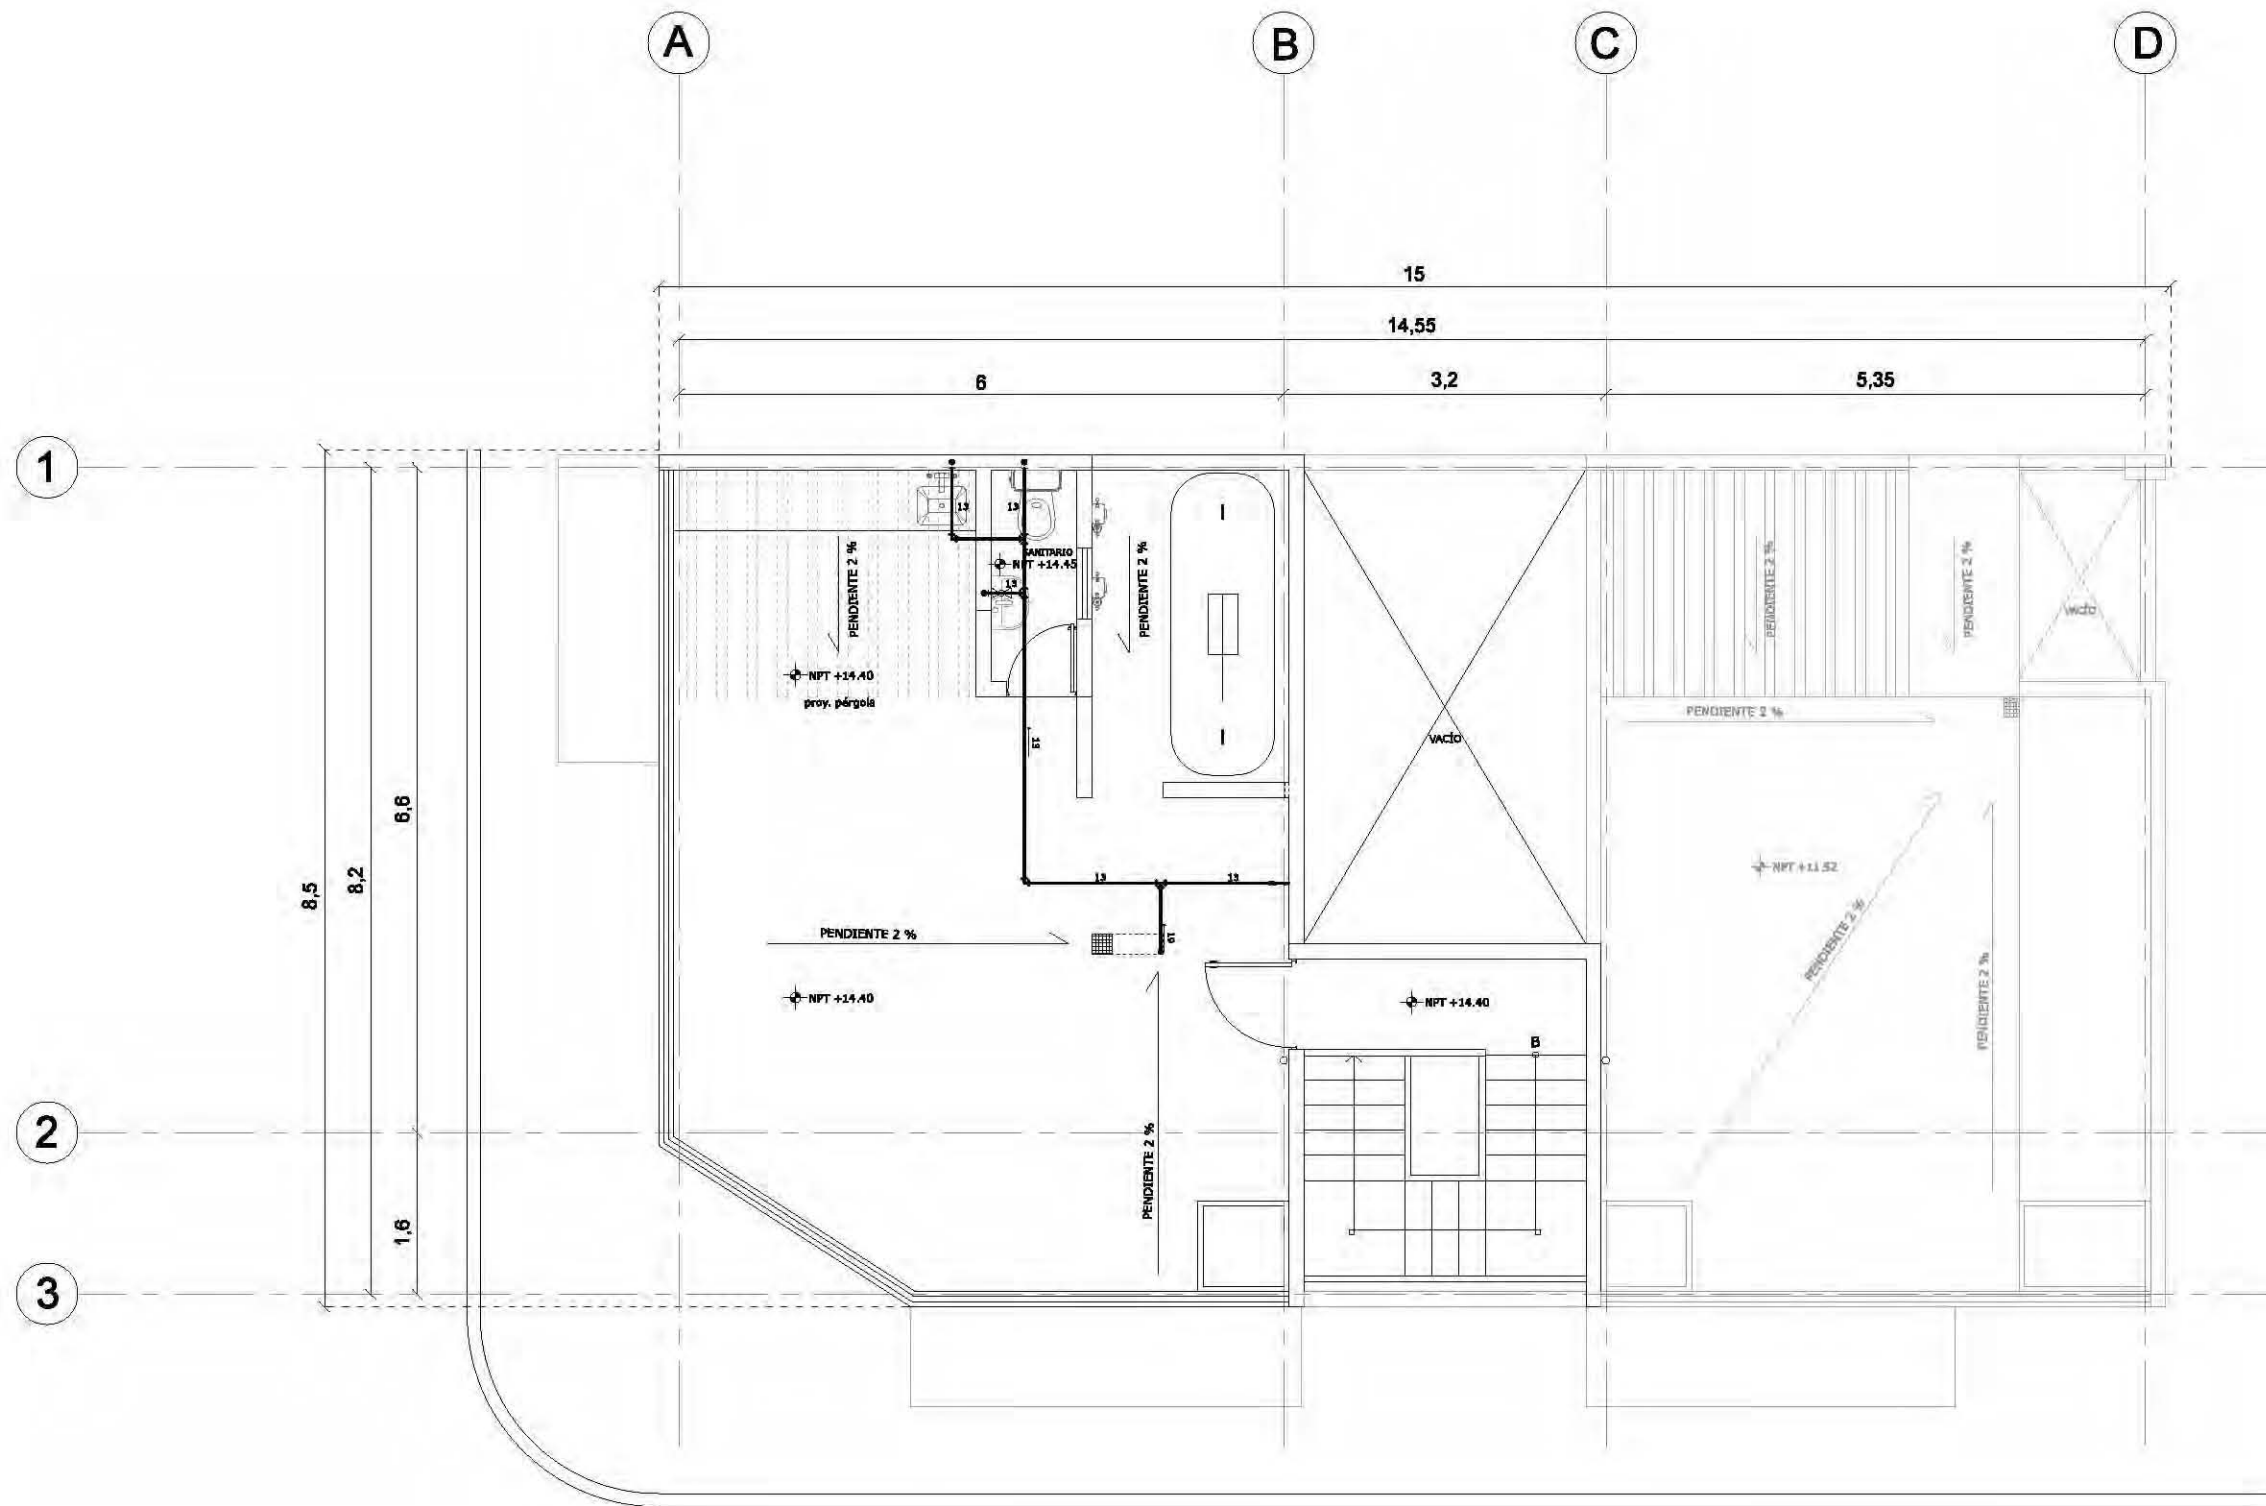 A
B
C
D
15
14,55
6
3,2
5,35
1
2
3
8,5
8,2
6,6
1,6
13
13
SANITARIO
NPT +14.45
13
PENDIENTE 2 %
PENDIENTE 2 %
PENDIENTE 2 %
PENDIENTE 2 %
VACÍO
NPT +14.40
proy. pérgola
PENDIENTE 2 %
13
VACÍO
NPT +11.52
13
13
PENDIENTE 2 %
PENDIENTE 2 %
19
NPT +14.40
NPT +14.40
PENDIENTE 2 %
B
PENDIENTE 2 %